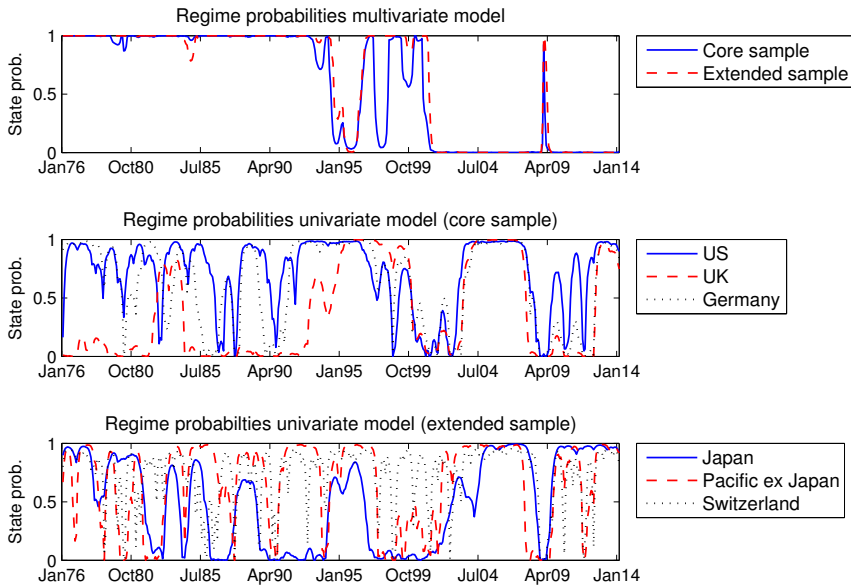 Regime probabilities multivariate model
State prob.
1
0.5
0
Jan76 Oct80 Jul85 Apr90 Jan95 Oct99 Jul04 Apr09 Jan14
Core sample
Extended sample
Regime probabilities univariate model (core sample)
State prob.
1
0.5
0
Jan76 Oct80 Jul85 Apr90 Jan95 Oct99 Jul04 Apr09 Jan14
US
UK
Germany
Regime probabilties univariate model (extended sample)
State prob.
1
0.5
0
Jan76 Oct80 Jul85 Apr90 Jan95 Oct99 Jul04 Apr09 Jan14
Japan
Pacific ex Japan
Switzerland